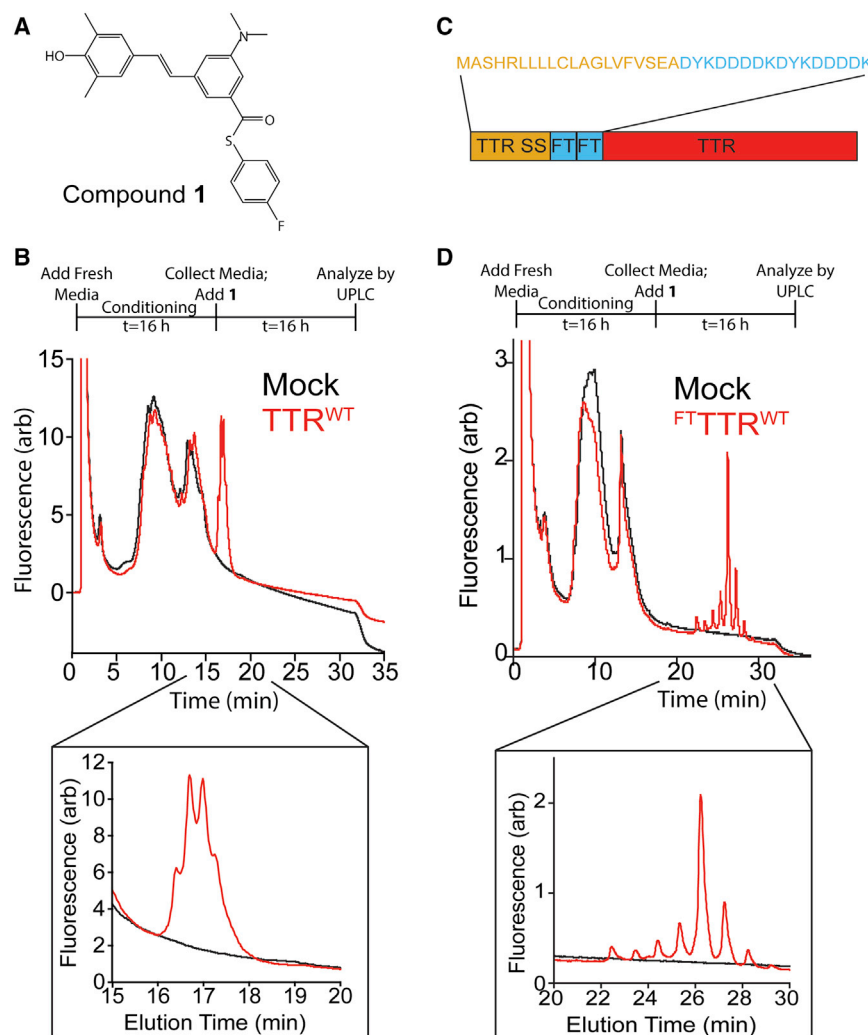 A
HO
N
O
S
F
Compound 1
C
MASHRLLLLCLAGLVFVSEADYKDDDDKDYKDDDDK
TTR SS FT FT TTR
B
Add Fresh Media
Collect Media; Add 1
Analyze by UPLC
Conditioning
t=16 h
t=16 h
15
10
5
0
Fluorescence (arb)
Mock
TTRWT
0 5 10 15 20 25 30 35
Time (min)
12
10
8
6
4
2
0
Fluorescence (arb)
15 16 17 18 19 20
Elution Time (min)
D
Add Fresh Media
Collect Media; Add 1
Analyze by UPLC
Conditioning
t=16 h
t=16 h
3
2
1
0
Fluorescence (arb)
Mock
FTTTRWT
0 10 20 30
Time (min)
2
1
0
Fluorescence (arb)
20 22 24 26 28 30
Elution Time (min)